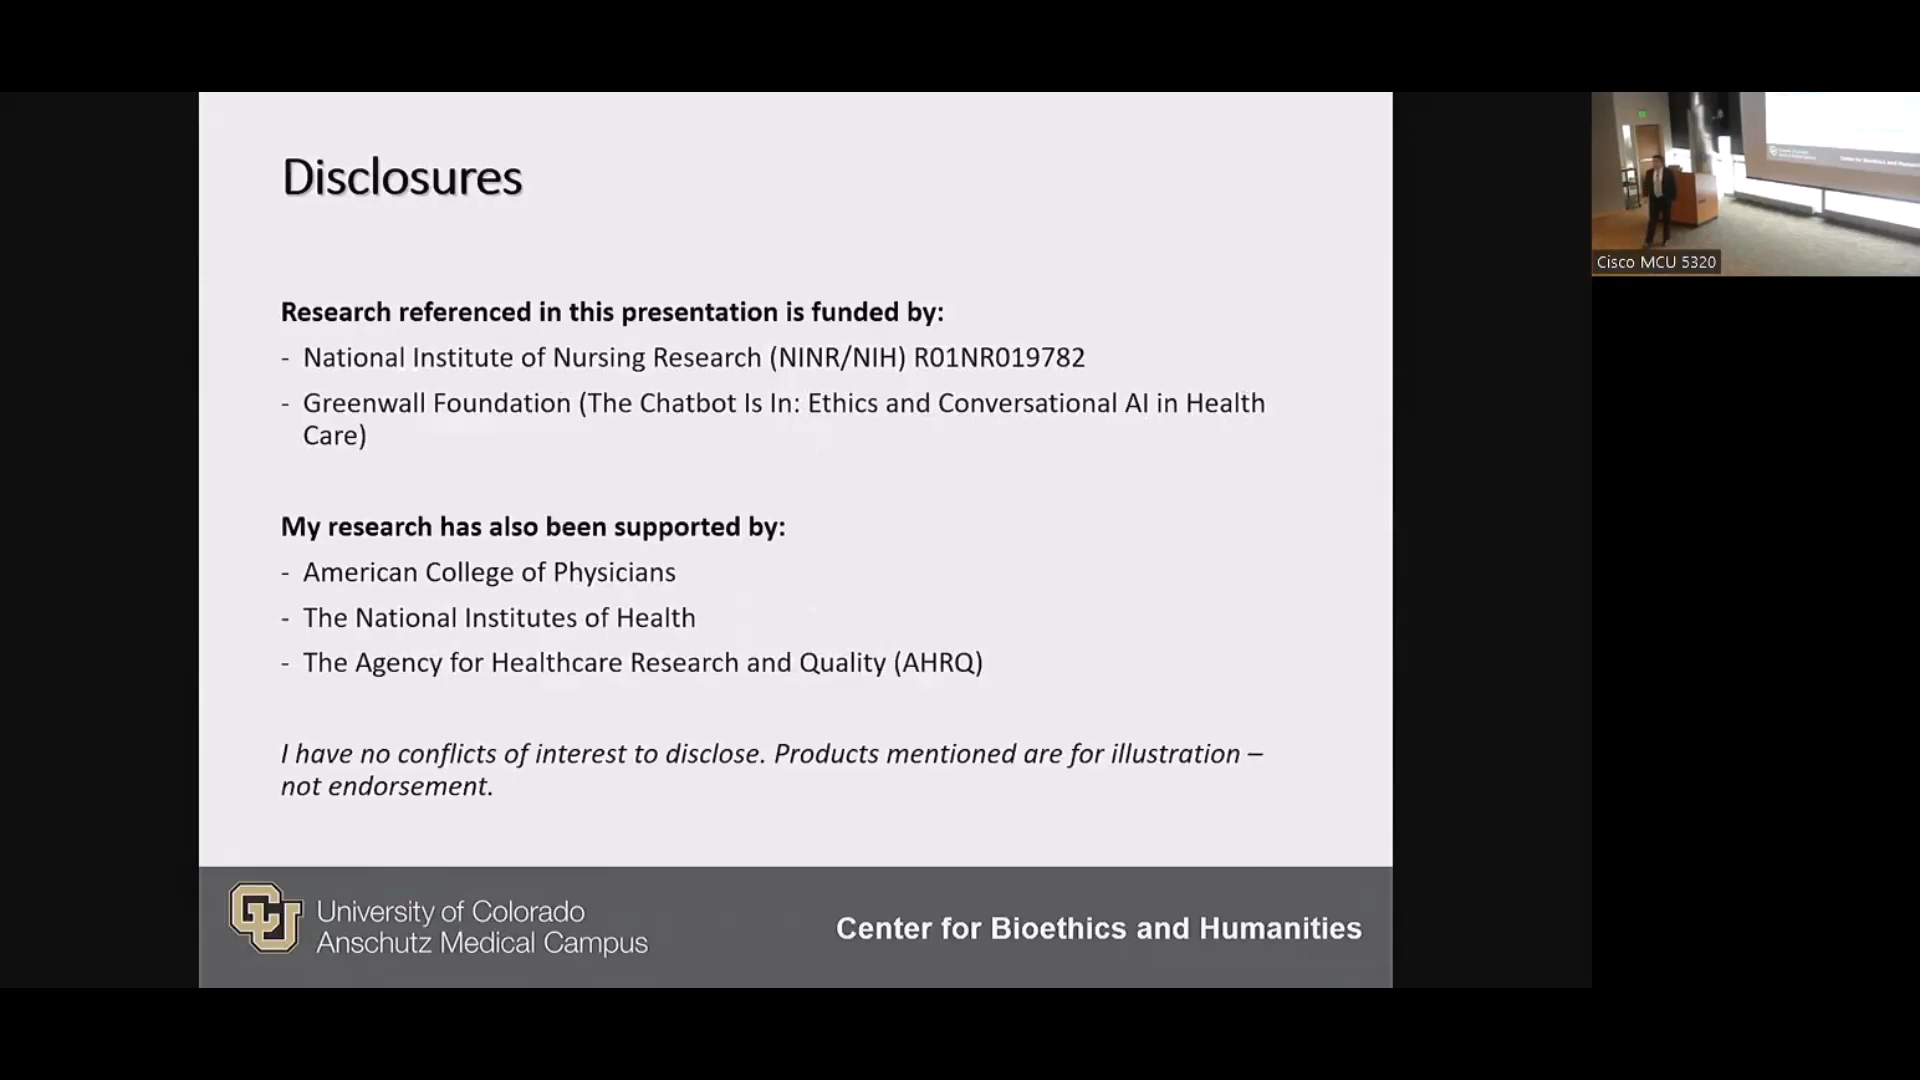 Disclosures
Research referenced in this presentation is funded by:
- National Institute of Nursing Research (NINR/NIH) R01NR019782
- Greenwall Foundation (The Chatbot Is In: Ethics and Conversational AI in Health
Care)
My research has also been supported by:
- American College of Physicians
- The National Institutes of Health
- The Agency for Healthcare Research and Quality (AHRQ)
I have no conflicts of interest to disclose. Products mentioned are for illustration –
not endorsement.
CU
University of Colorado
Anschutz Medical Campus
Center for Bioethics and Humanities
Cisco MCU 5320